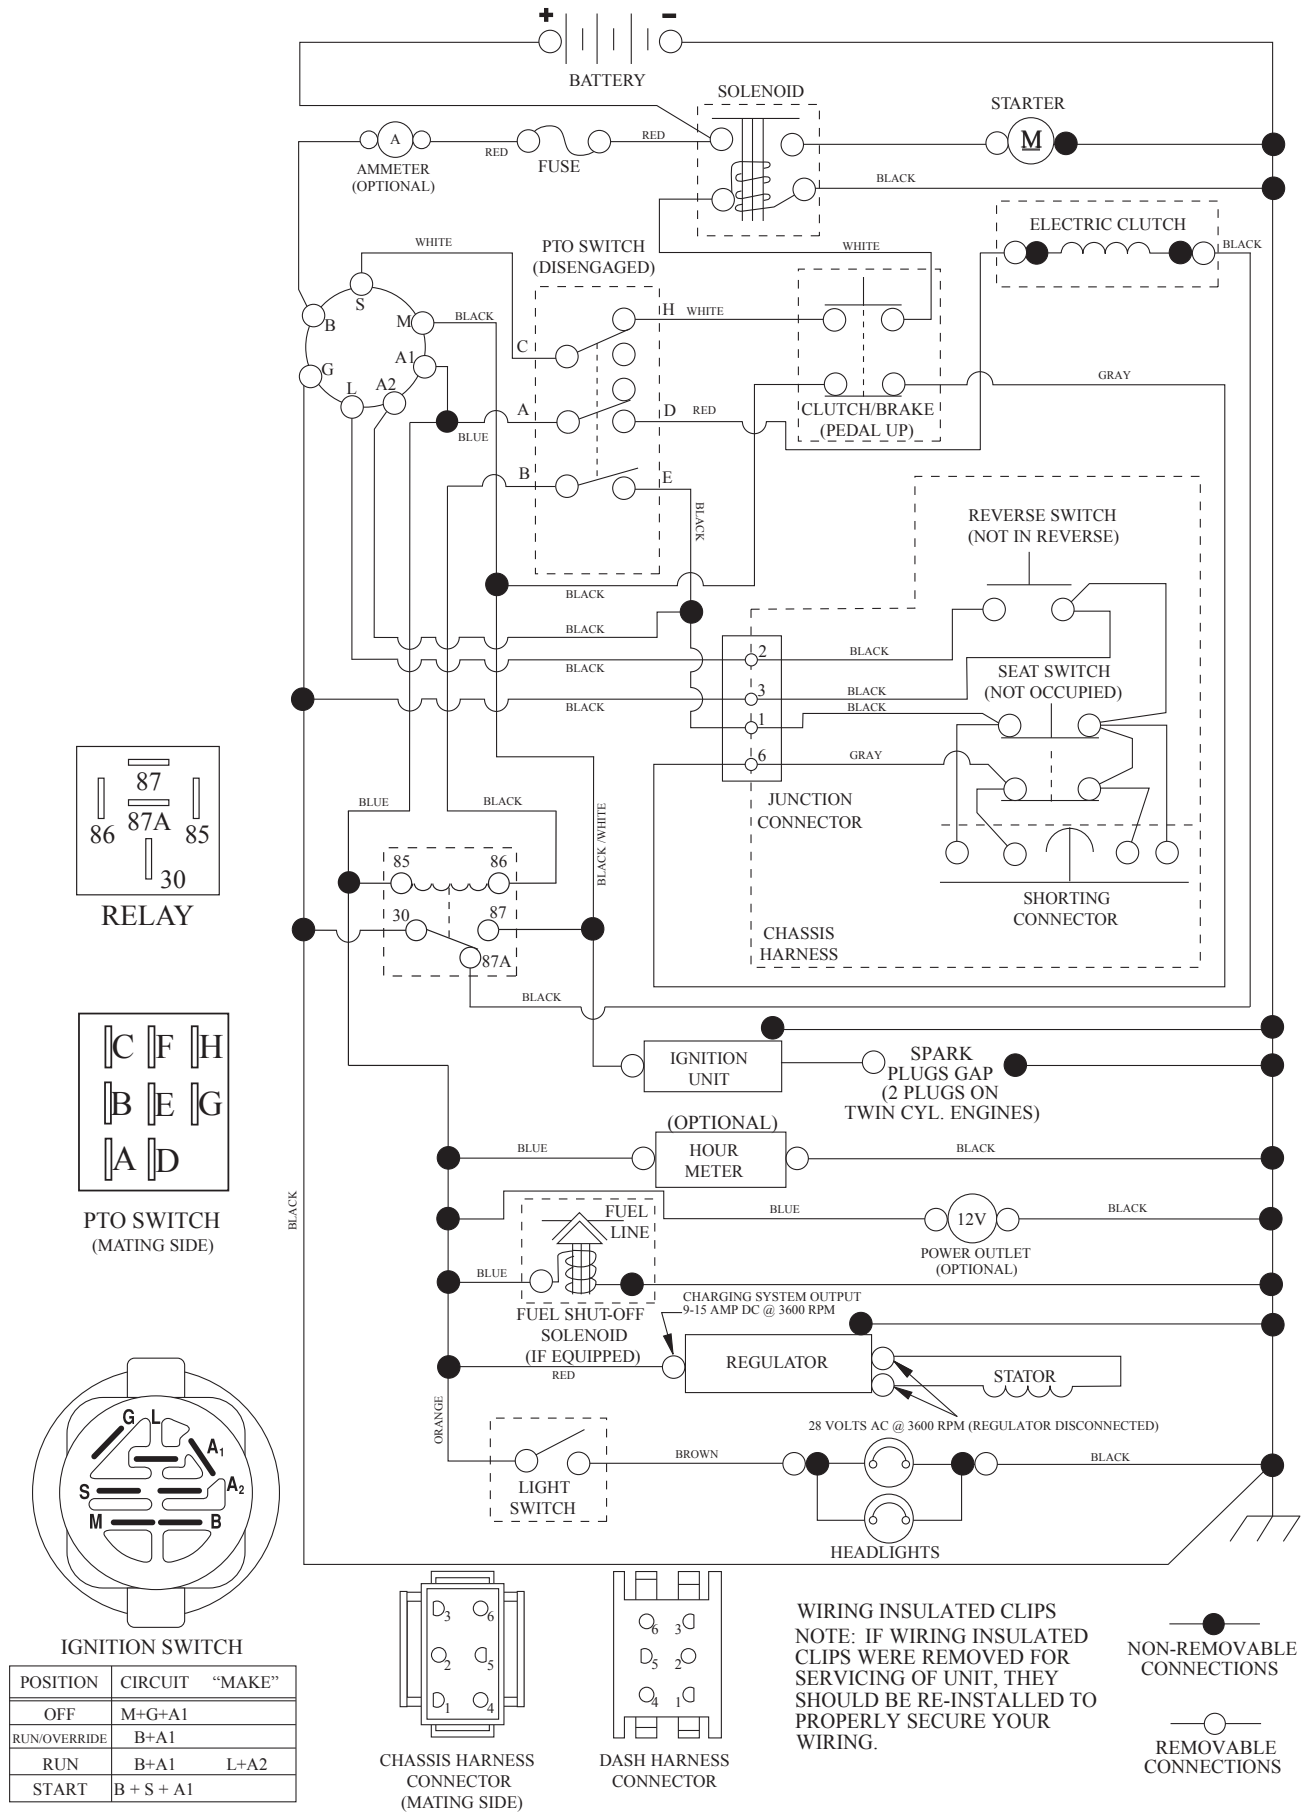 + −
BATTERY
SOLENOID
STARTER
M
A
AMMETER
(OPTIONAL)
RED
FUSE
RED
BLACK
ELECTRIC CLUTCH
BLACK
WHITE
PTO SWITCH
(DISENGAGED)
WHITE
S
B
M
BLACK
G
L
A2
A1
BLUE
C
H
WHITE
A
D
RED
B
E
BLACK
CLUTCH/BRAKE
(PEDAL UP)
GRAY
REVERSE SWITCH
(NOT IN REVERSE)
BLACK
BLACK
BLACK
BLACK
2
BLACK
3
BLACK
BLACK
1
6
GRAY
SEAT SWITCH
(NOT OCCUPIED)
JUNCTION
CONNECTOR
SHORTING
CONNECTOR
CHASSIS
HARNESS
87
86
87A
85
30
RELAY
BLUE
BLACK
BLACK /WHITE
85
86
30
87
87A
BLACK
C F H
B E G
A D
PTO SWITCH
(MATING SIDE)
BLACK
IGNITION
UNIT
SPARK
PLUGS GAP
(2 PLUGS ON
TWIN CYL. ENGINES)
(OPTIONAL)
BLUE
HOUR
METER
BLACK
FUEL
LINE
BLUE
12V
BLACK
POWER OUTLET
(OPTIONAL)
BLUE
FUEL SHUT-OFF
SOLENOID
(IF EQUIPPED)
CHARGING SYSTEM OUTPUT
9-15 AMP DC @ 3600 RPM
RED
REGULATOR
STATOR
28 VOLTS AC @ 3600 RPM (REGULATOR DISCONNECTED)
ORANGE
LIGHT
SWITCH
BROWN
BLACK
HEADLIGHTS
G L
A1
S
A2
M
B
IGNITION SWITCH
POSITION CIRCUIT “MAKE”
OFF M+G+A1
RUN/OVERRIDE B+A1
RUN B+A1 L+A2
START B + S + A1
3 6
2 5
1 4
CHASSIS HARNESS
CONNECTOR
(MATING SIDE)
6 3
5 2
4 1
DASH HARNESS
CONNECTOR
WIRING INSULATED CLIPS
NOTE: IF WIRING INSULATED
CLIPS WERE REMOVED FOR
SERVICING OF UNIT, THEY
SHOULD BE RE-INSTALLED TO
PROPERLY SECURE YOUR
WIRING.
NON-REMOVABLE
CONNECTIONS
REMOVABLE
CONNECTIONS